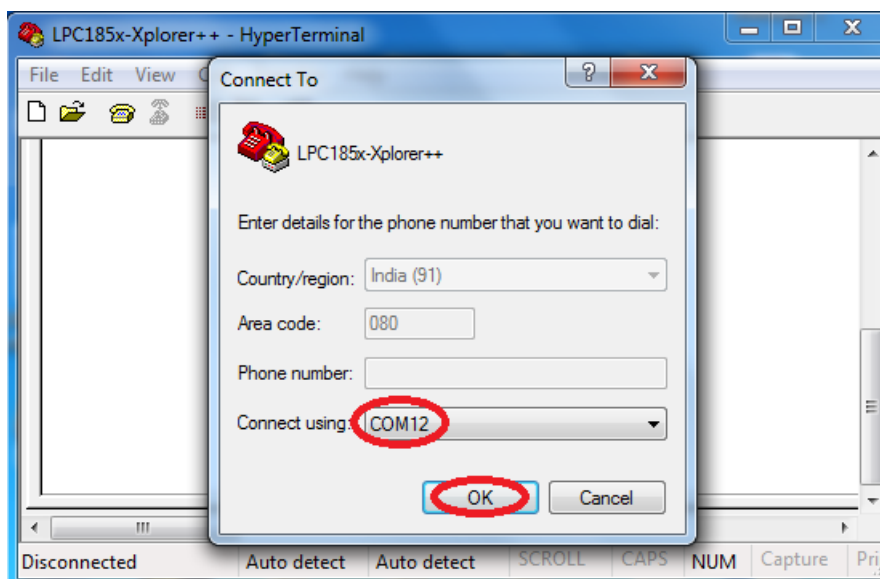 LPC185x-Xplorer++ - HyperTerminal
File Edit View
Connect To
LPC185x-Xplorer++
Enter details for the phone number that you want to dial:
Country/region: India (91)
Area code: 080
Phone number:
Connect using: COM12
OK Cancel
Disconnected Auto detect Auto detect SCROLL CAPS NUM Capture